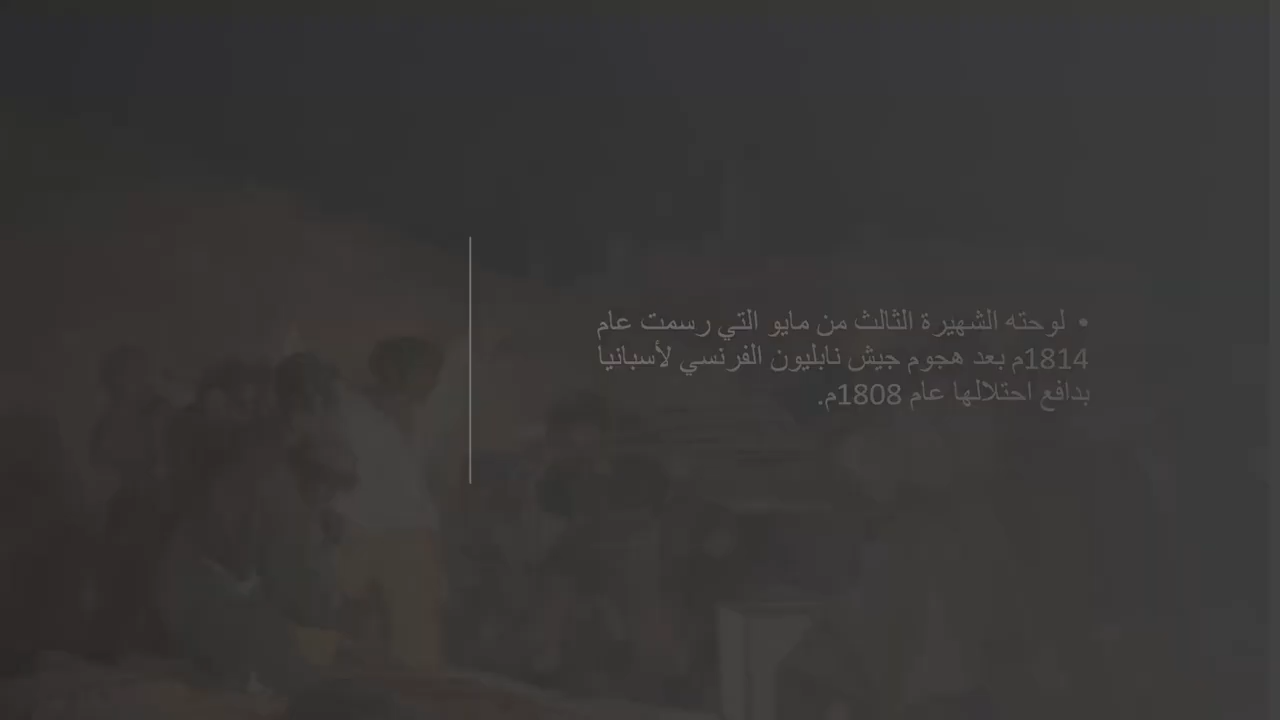 • لوحته الشهيرة الثالث من مايو التي رسمت عام
1814م بعد هجوم جيش نابليون الفرنسي لأسبانيا
بدافع احتلالها عام 1808م.